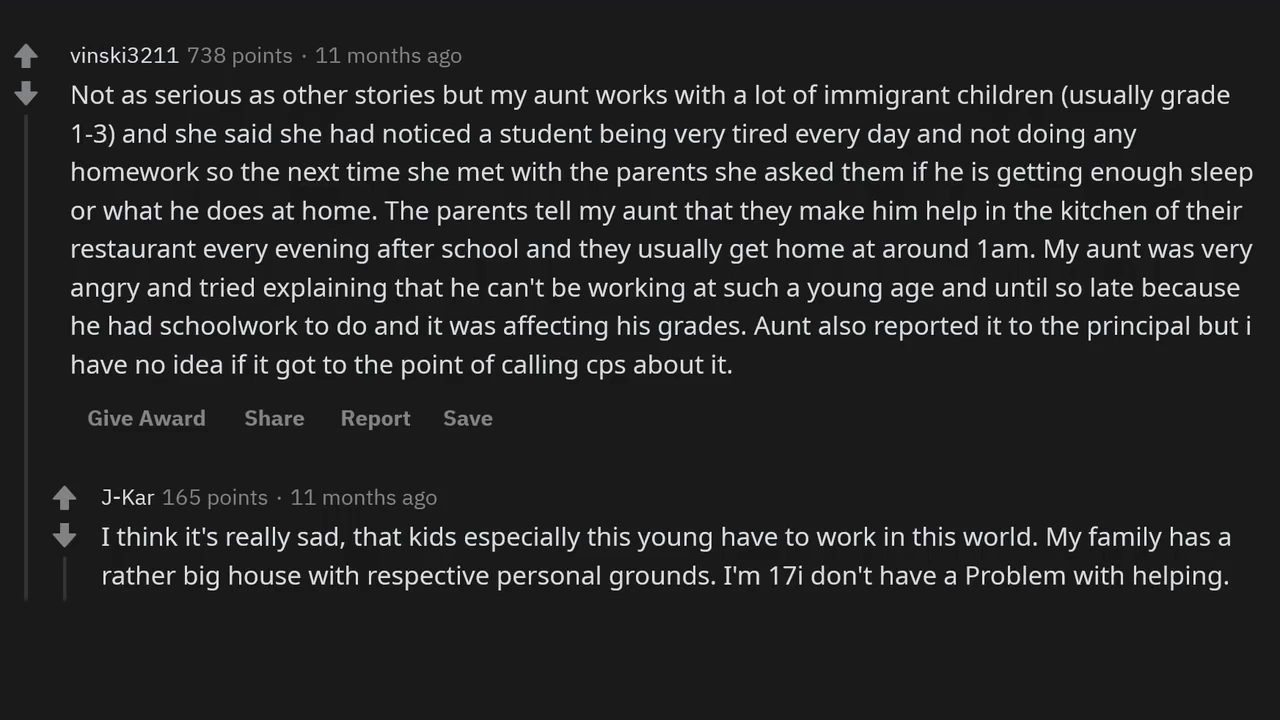 vinski3211 738 points · 11 months ago
Not as serious as other stories but my aunt works with a lot of immigrant children (usually grade
1-3) and she said she had noticed a student being very tired every day and not doing any
homework so the next time she met with the parents she asked them if he is getting enough sleep
or what he does at home. The parents tell my aunt that they make him help in the kitchen of their
restaurant every evening after school and they usually get home at around 1am. My aunt was very
angry and tried explaining that he can't be working at such a young age and until so late because
he had schoolwork to do and it was affecting his grades. Aunt also reported it to the principal but i
have no idea if it got to the point of calling cps about it.
Give Award Share Report Save
J-Kar 165 points · 11 months ago
I think it's really sad, that kids especially this young have to work in this world. My family has a
rather big house with respective personal grounds. I'm 17i don't have a Problem with helping.